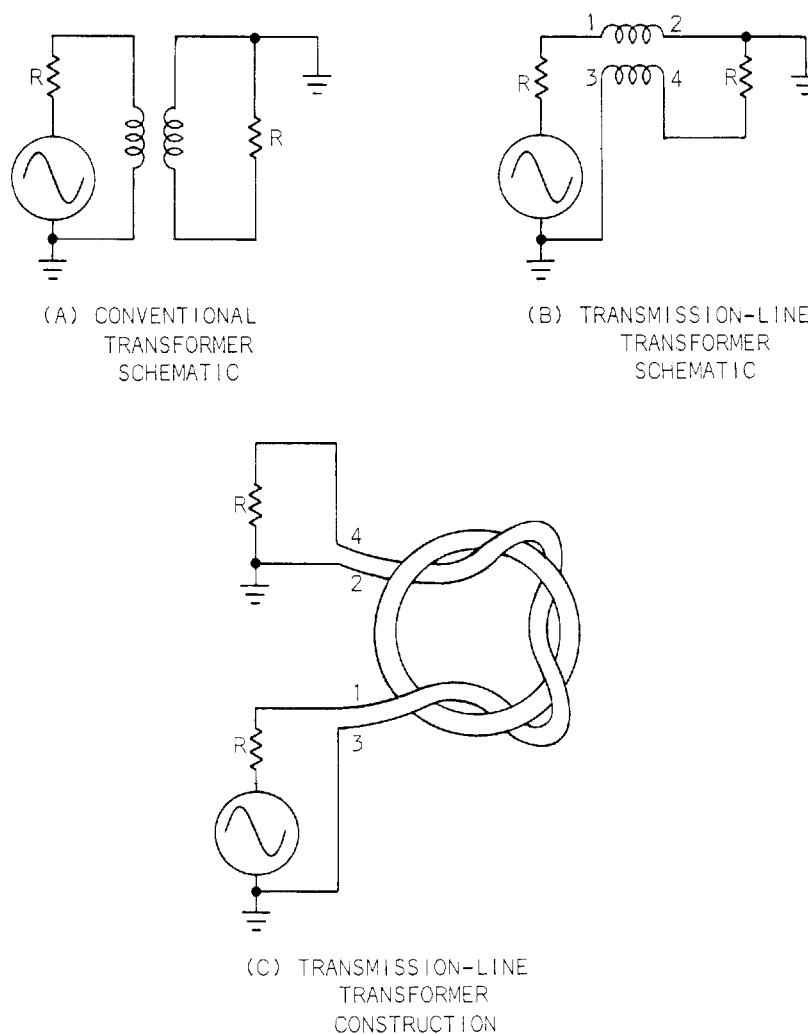 R
R
(A) CONVENTIONAL
TRANSFORMER
SCHEMATIC
1 2
3 4
R
R
(B) TRANSMISSION-LINE
TRANSFORMER
SCHEMATIC
R
4
2
1
3
R
(C) TRANSMISSION-LINE
TRANSFORMER
CONSTRUCTION